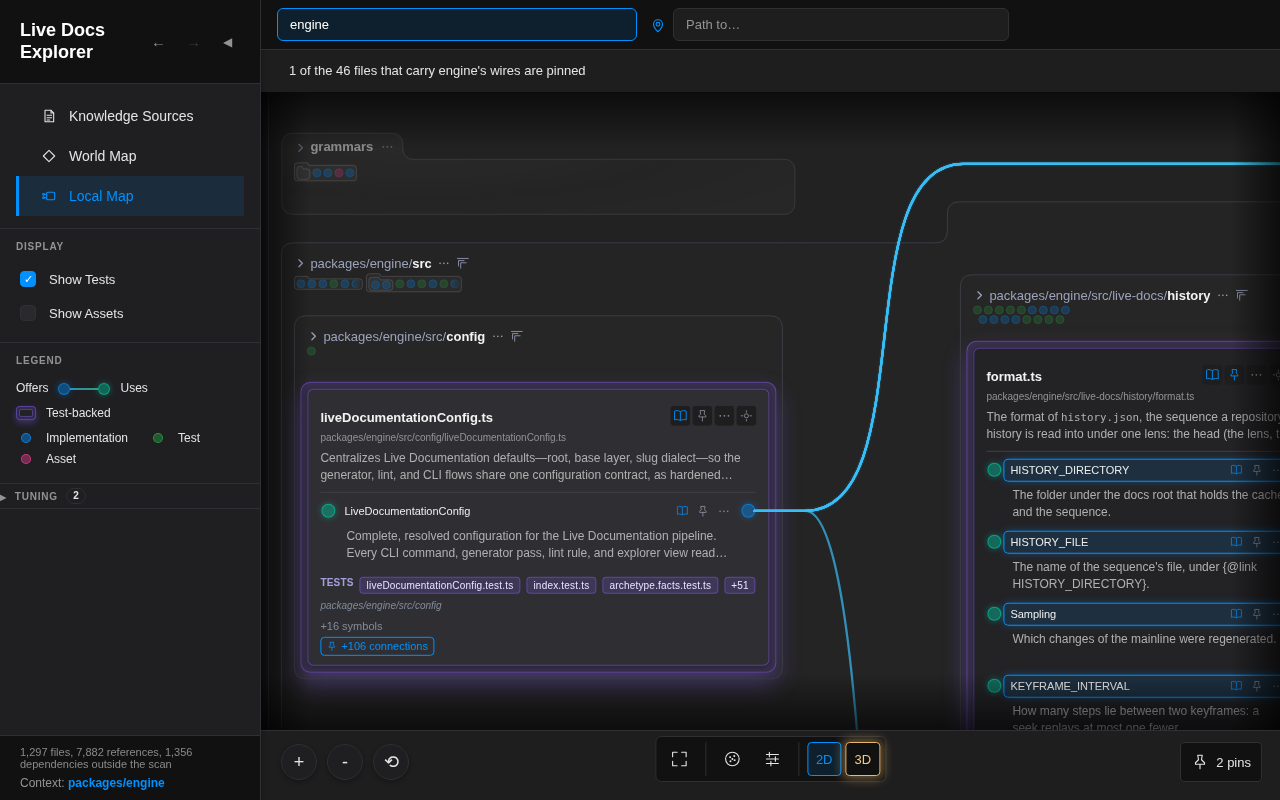 Live Docs
Explorer
engine
Path to…
1 of the 46 files that carry engine's wires are pinned
Knowledge Sources
World Map
Local Map
DISPLAY
Show Tests
Show Assets
LEGEND
Offers Uses
Test-backed
Implementation Test
Asset
TUNING 2
1,297 files, 7,882 references, 1,356
dependencies outside the scan
Context: packages/engine
grammars
packages/engine/src
packages/engine/src/config
liveDocumentationConfig.ts
packages/engine/src/config/liveDocumentationConfig.ts
Centralizes Live Documentation defaults—root, base layer, slug dialect—so the
generator, lint, and CLI flows share one configuration contract, as hardened…
LiveDocumentationConfig
Complete, resolved configuration for the Live Documentation pipeline.
Every CLI command, generator pass, lint rule, and explorer view read…
TESTS liveDocumentationConfig.test.ts index.test.ts archetype.facts.test.ts +51
packages/engine/src/config
+16 symbols
+106 connections
packages/engine/src/live-docs/history
format.ts
packages/engine/src/live-docs/history/format.ts
The format of history.json, the sequence a repository
history is read into under one lens: the head (the lens,
HISTORY_DIRECTORY
The folder under the docs root that holds the cache
and the sequence.
HISTORY_FILE
The name of the sequence's file, under {@link
HISTORY_DIRECTORY}.
Sampling
Which changes of the mainline were regenerated.
KEYFRAME_INTERVAL
How many steps lie between two keyframes: a
seek replays at most one fewer.
+
-
2D
3D
2 pins